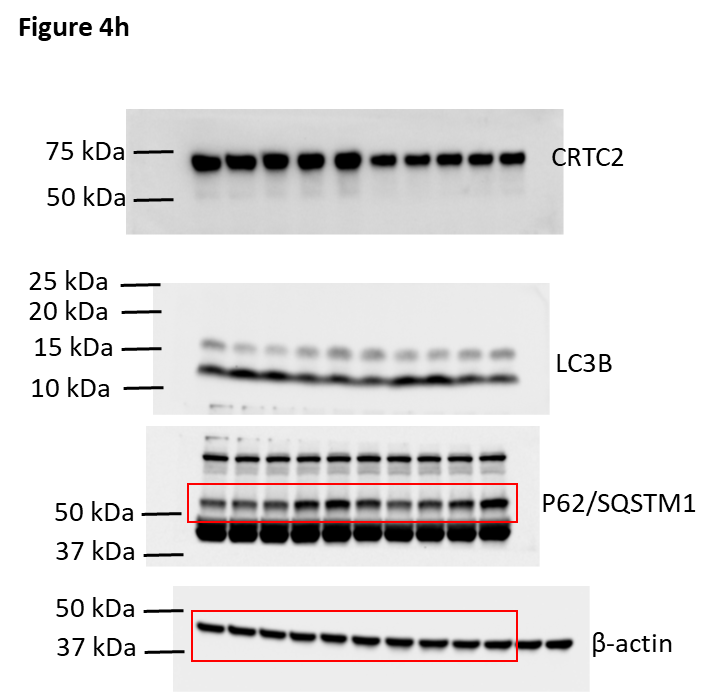 Figure 4h
75 kDa
CRTC2
50 kDa
25 kDa
20 kDa
15 kDa
LC3B
10 kDa
P62/SQSTM1
50 kDa
37 kDa
50 kDa
β-actin
37 kDa